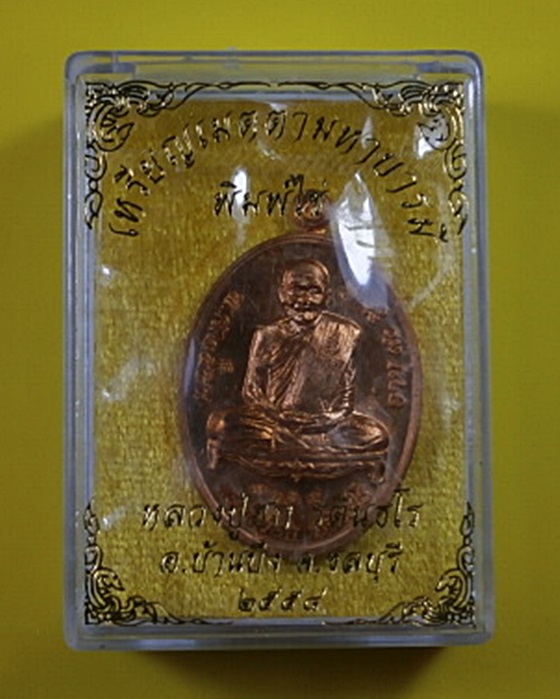 เหรียญเมตตามหาบารมี
พิมพ์ไข่
หลวงปู่ฮก รตินฺธโร
อ.บ้านบึง จ.ชลบุรี
๒๕๕๘